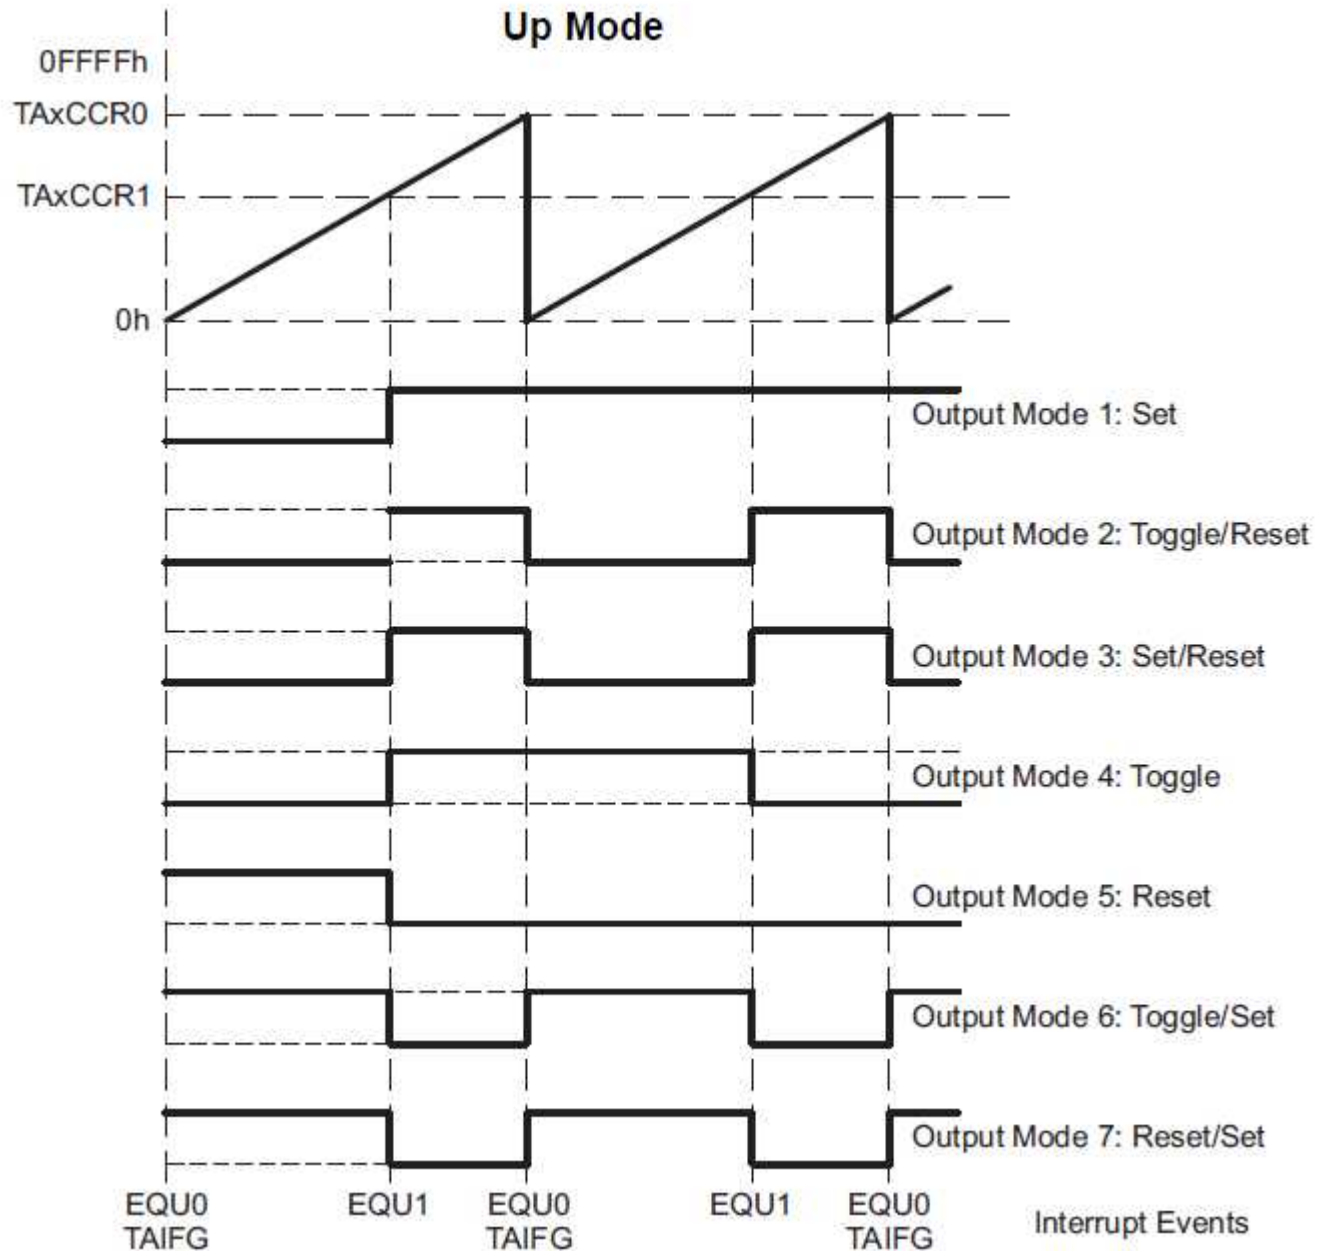 Up Mode
0FFFFh
TAxCCR0
TAxCCR1
0h
Output Mode 1: Set
Output Mode 2: Toggle/Reset
Output Mode 3: Set/Reset
Output Mode 4: Toggle
Output Mode 5: Reset
Output Mode 6: Toggle/Set
Output Mode 7: Reset/Set
EQU0 EQU1 EQU0 EQU1 EQU0
TAIFG TAIFG TAIFG
Interrupt Events